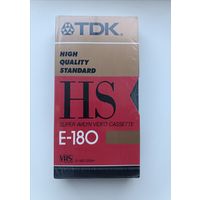 TDK
HIGH
QUALITY
STANDARD
HS
SUPER AVILYN VIDEO CASSETTE
E-180
VHS